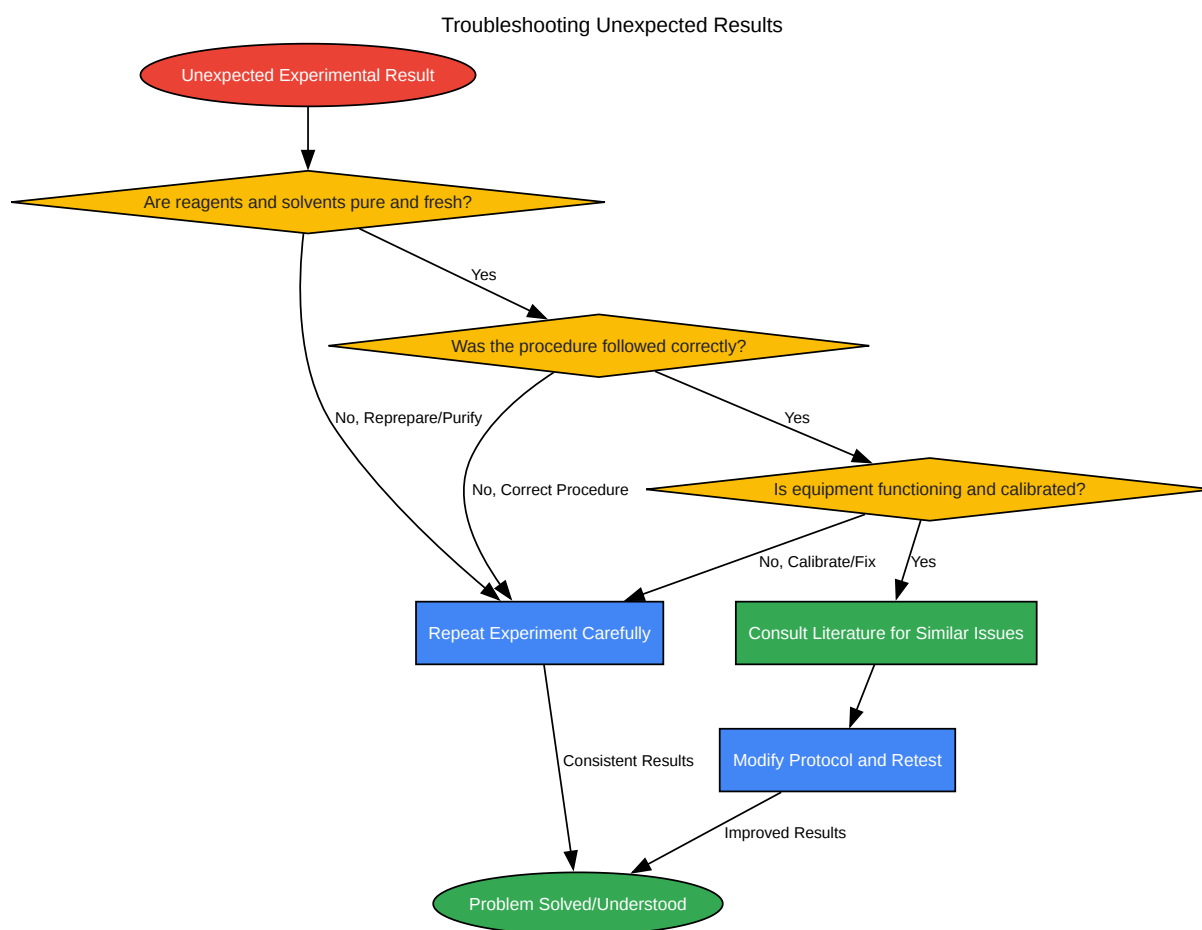 Troubleshooting Unexpected Results
Unexpected Experimental Result
Are reagents and solvents pure and fresh?
Yes
Was the procedure followed correctly?
No, Reprepare/Purify
Yes
No, Correct Procedure
Is equipment functioning and calibrated?
No, Calibrate/Fix
Yes
Repeat Experiment Carefully
Consult Literature for Similar Issues
Consistent Results
Modify Protocol and Retest
Improved Results
Problem Solved/Understood